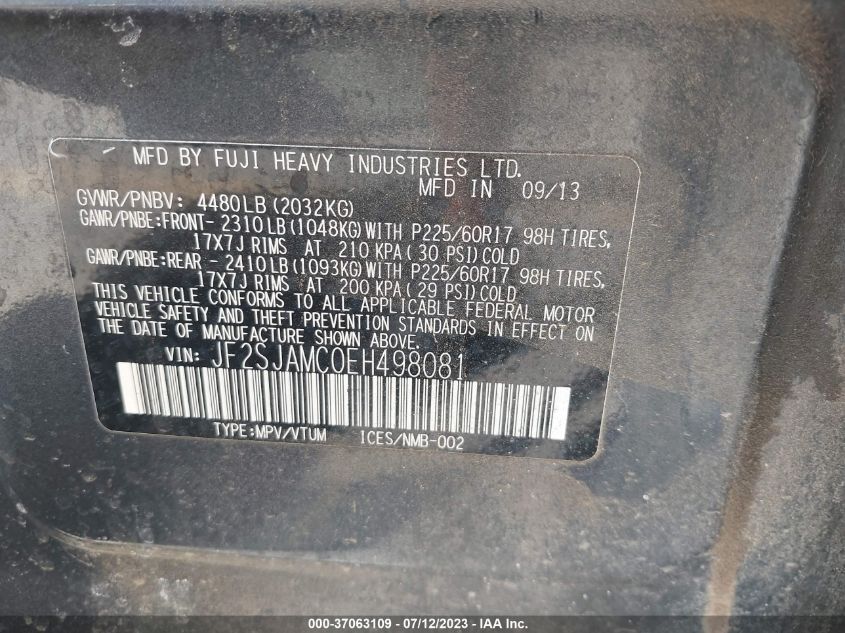 MFD BY FUJI HEAVY INDUSTRIES LTD.
MFD IN 09/13
GVWR/PNBV: 4480LB(2032KG)
GAWR/PNBE:FRONT- 2310LB(1048KG)WITH P225/60R17 98H TIRES,
17X7J RIMS AT 210 KPA( 30 PSI)COLD
GAWR/PNBE:REAR - 2410LB(1093KG)WITH P225/60R17 98H TIRES,
17X7J RIMS AT 200 KPA( 29 PSI)COLD
THIS VEHICLE CONFORMS TO ALL APPLICABLE FEDERAL MOTOR
VEHICLE SAFETY AND THEFT PREVENTION STANDARDS IN EFFECT ON
THE DATE OF MANUFACTURE SHOWN ABOVE.
VIN: JF2SJAMC0EH498081
TYPE:MPV/VTUM 1CES/NMB-002
000-37063109 - 07/12/2023 - IAA Inc.